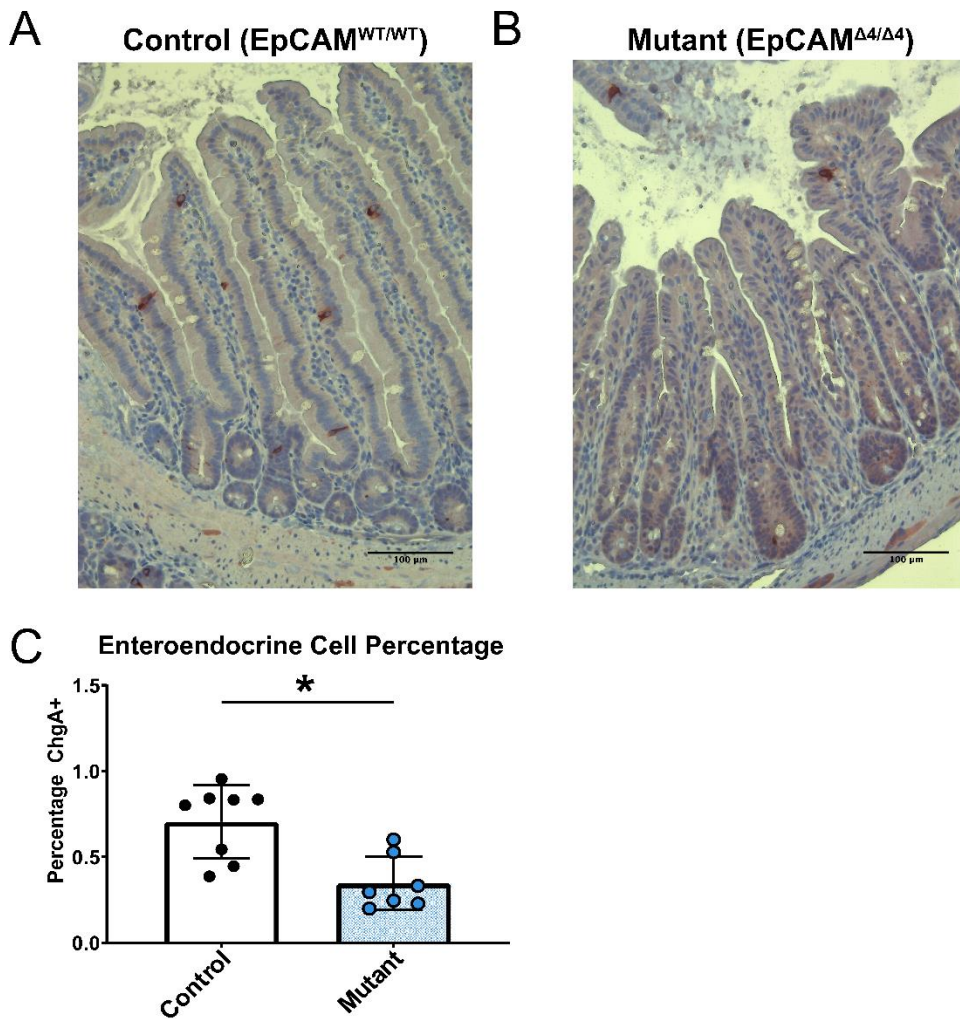 A
Control (EpCAMWT/WT)
B
Mutant (EpCAMΔ4/Δ4)
100 µm
100 µm
C
Enteroendocrine Cell Percentage
Percentage ChgA+
1.5
1.0
0.5
0.0
*
Control
Mutant